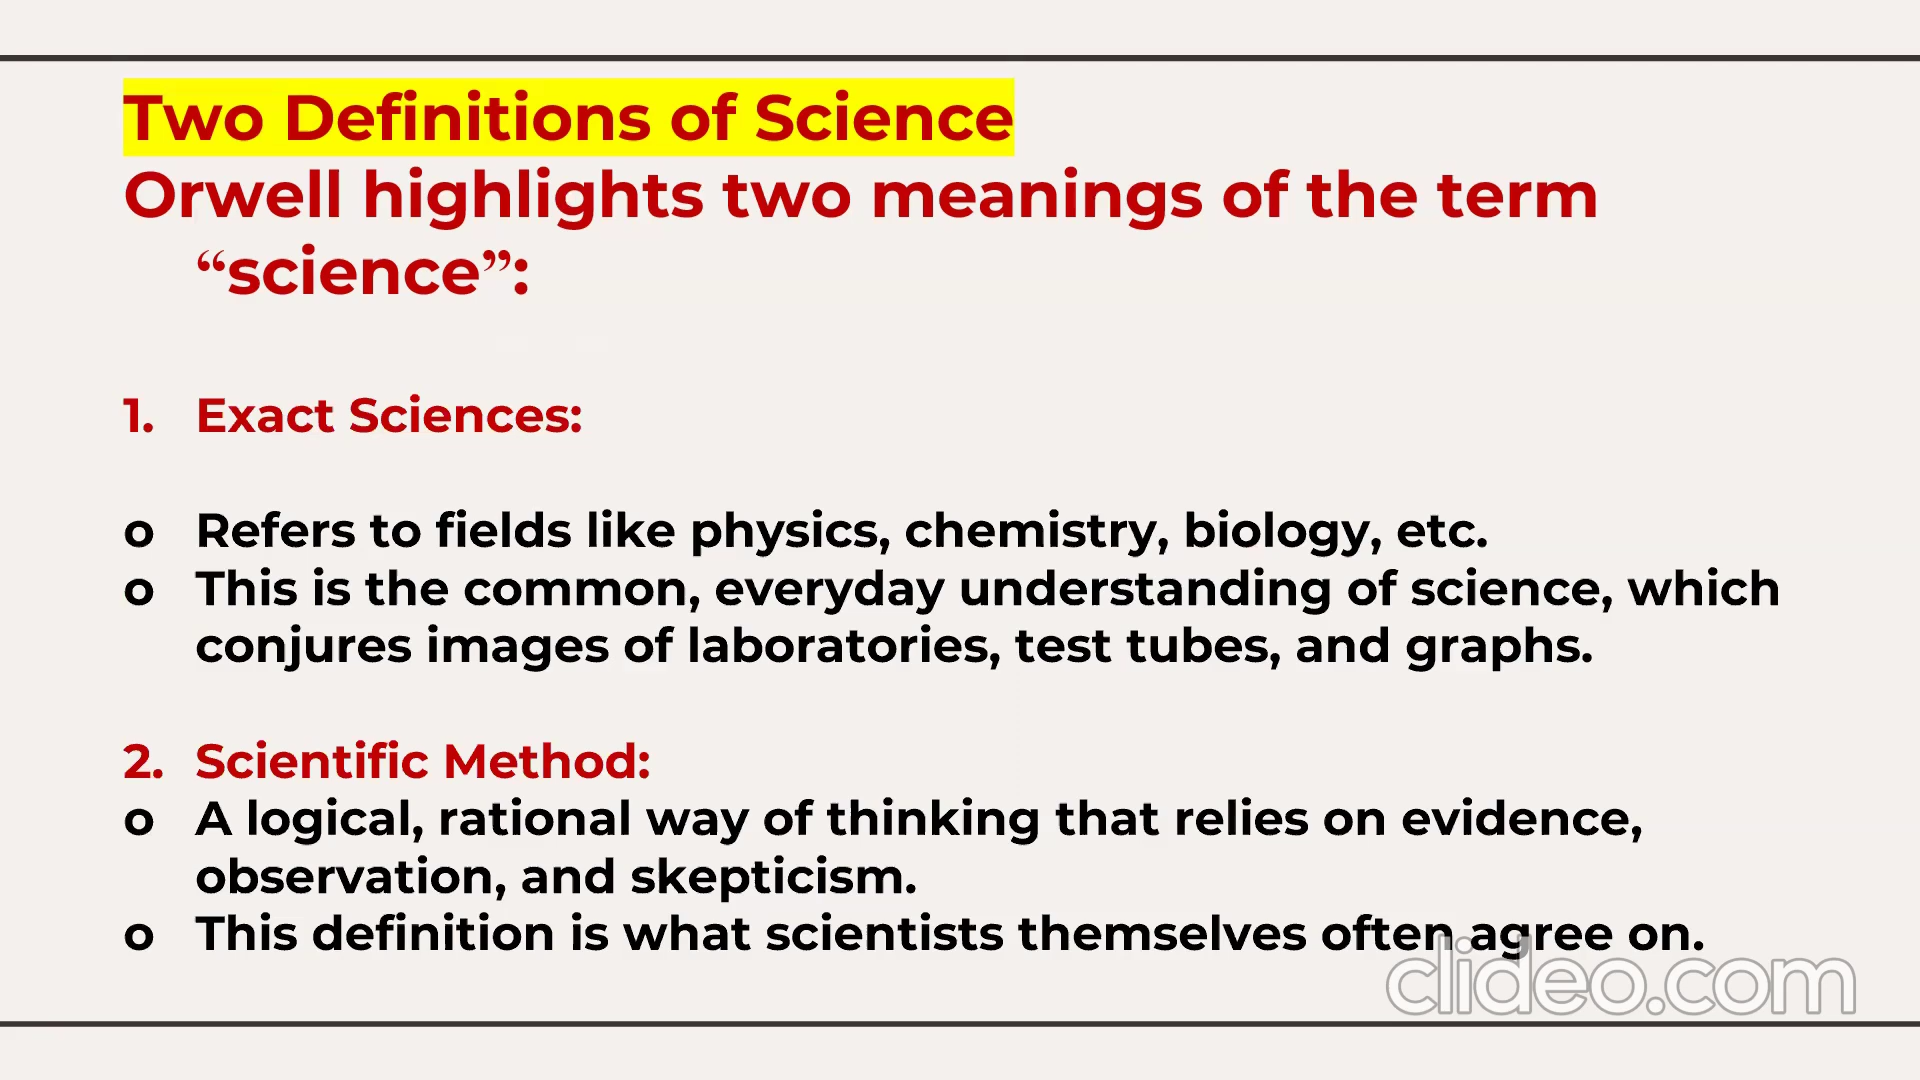 Two Definitions of Science
Orwell highlights two meanings of the term
“science”:
1. Exact Sciences:
o Refers to fields like physics, chemistry, biology, etc.
o This is the common, everyday understanding of science, which
conjures images of laboratories, test tubes, and graphs.
2. Scientific Method:
o A logical, rational way of thinking that relies on evidence,
observation, and skepticism.
o This definition is what scientists themselves often agree on.
clideo.com